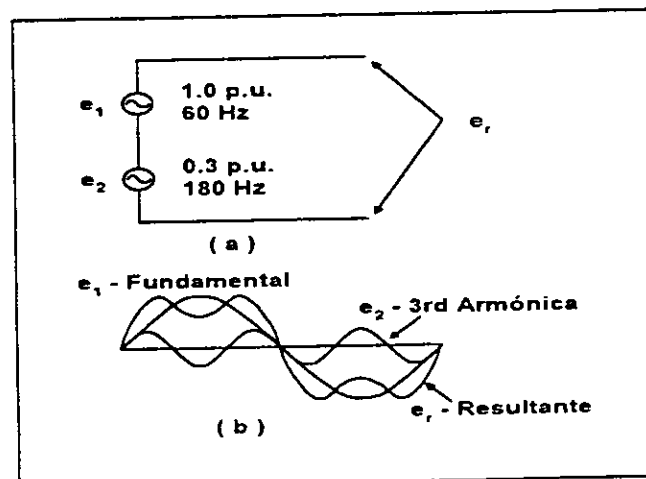 1.0 p.u.
e1
60 Hz
er
0.3 p.u.
e2
180 Hz
( a )
e1 - Fundamental
e2 - 3rd Armónica
er - Resultante
( b )